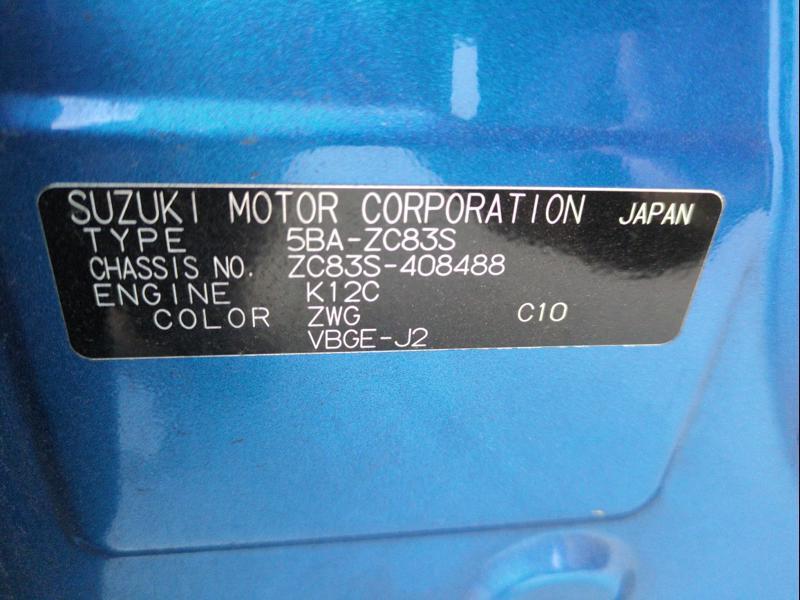 SUZUKI MOTOR CORPORATION JAPAN
TYPE 5BA-ZC83S
CHASSIS NO. ZC83S-408488
ENGINE K12C
COLOR ZWG C10
VBGE-J2